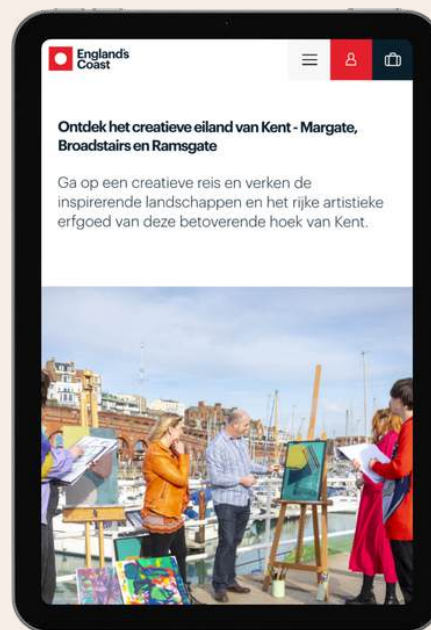 England's
Coast
Ontdek het creatieve eiland van Kent - Margate,
Broadstairs en Ramsgate
Ga op een creatieve reis en verken de
inspirerende landschappen en het rijke artistieke
erfgoed van deze betoverende hoek van Kent.